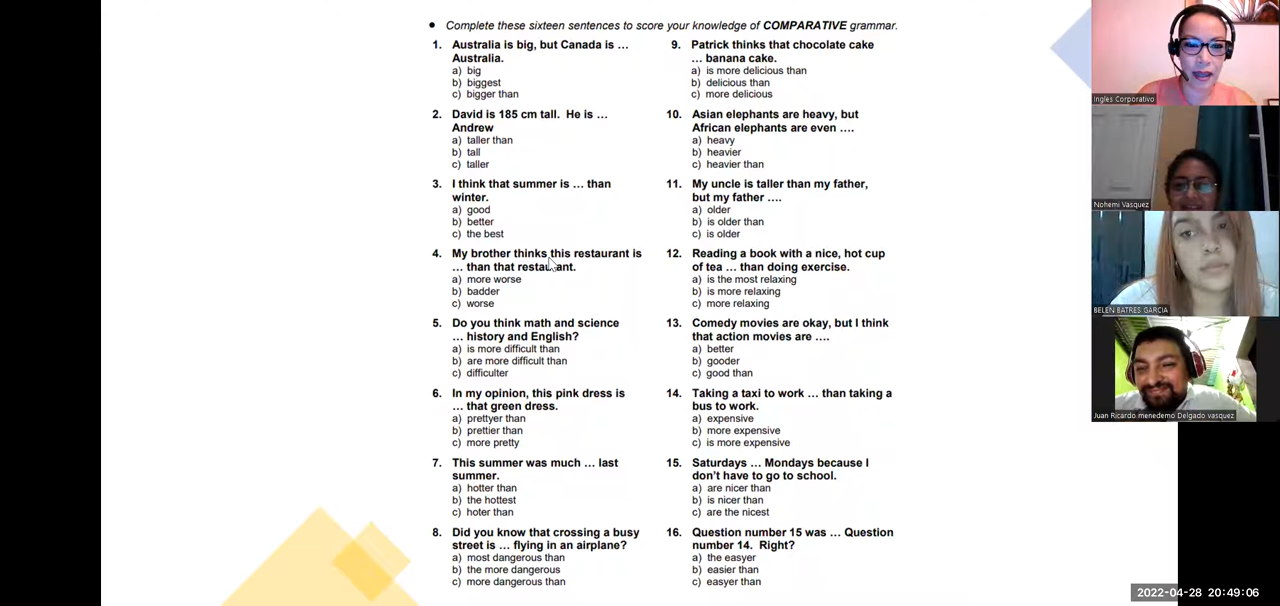 • Complete these sixteen sentences to score your knowledge of COMPARATIVE grammar.
1. Australia is big, but Canada is …
Australia.
a) big
b) biggest
c) bigger than
2. David is 185 cm tall. He is …
Andrew
a) taller than
b) tall
c) taller
3. I think that summer is … than
winter.
a) good
b) better
c) the best
4. My brother thinks this restaurant is
… than that restaurant.
a) more worse
b) badder
c) worse
5. Do you think math and science
… history and English?
a) is more difficult than
b) are more difficult than
c) difficulter
6. In my opinion, this pink dress is
… that green dress.
a) prettyer than
b) prettier than
c) more pretty
7. This summer was much … last
summer.
a) hotter than
b) the hottest
c) hoter than
8. Did you know that crossing a busy
street is … flying in an airplane?
a) most dangerous than
b) the more dangerous
c) more dangerous than
9. Patrick thinks that chocolate cake
… banana cake.
a) is more delicious than
b) delicious than
c) more delicious
10. Asian elephants are heavy, but
African elephants are even ….
a) heavy
b) heavier
c) heavier than
11. My uncle is taller than my father,
but my father ….
a) older
b) is older than
c) is older
12. Reading a book with a nice, hot cup
of tea … than doing exercise.
a) is the most relaxing
b) is more relaxing
c) more relaxing
13. Comedy movies are okay, but I think
that action movies are ….
a) better
b) gooder
c) good than
14. Taking a taxi to work … than taking a
bus to work.
a) expensive
b) more expensive
c) is more expensive
15. Saturdays … Mondays because I
don't have to go to school.
a) are nicer than
b) is nicer than
c) are the nicest
16. Question number 15 was … Question
number 14. Right?
a) the easyer
b) easier than
c) easyer than
Ingles Corporativo
Nohemi Vasquez
BELEN BATRES GARCIA
Juan Ricardo menedemo Delgado vasquez
2022-04-28 20:49:06